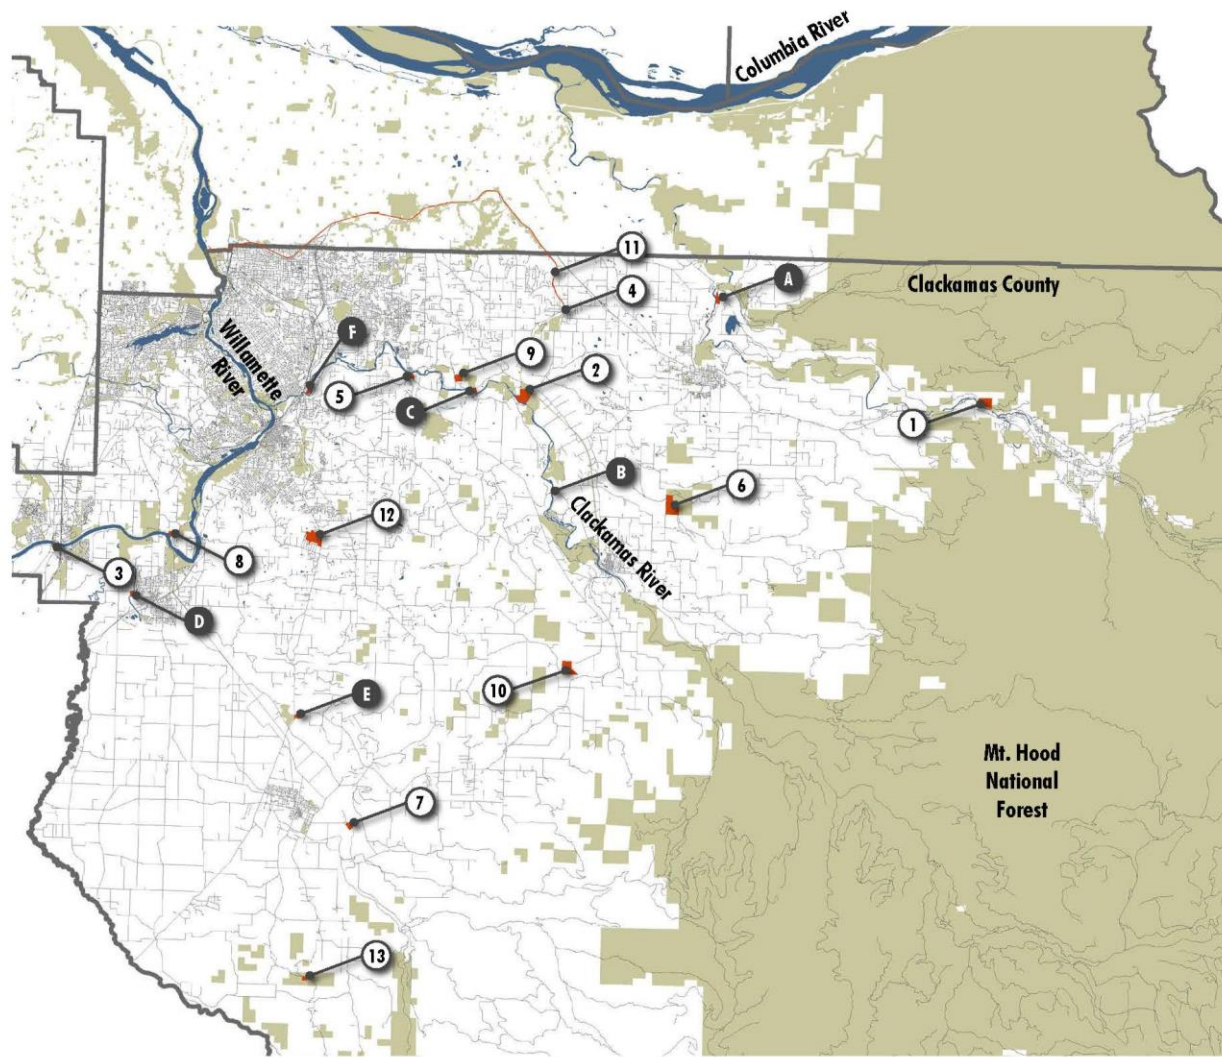 Columbia River
11
A
4
Clackamas County
F
Willamette
River
9
2
5
C
1
B
6
12
Clackamas River
8
3
D
10
E
Mt. Hood
National
Forest
7
13